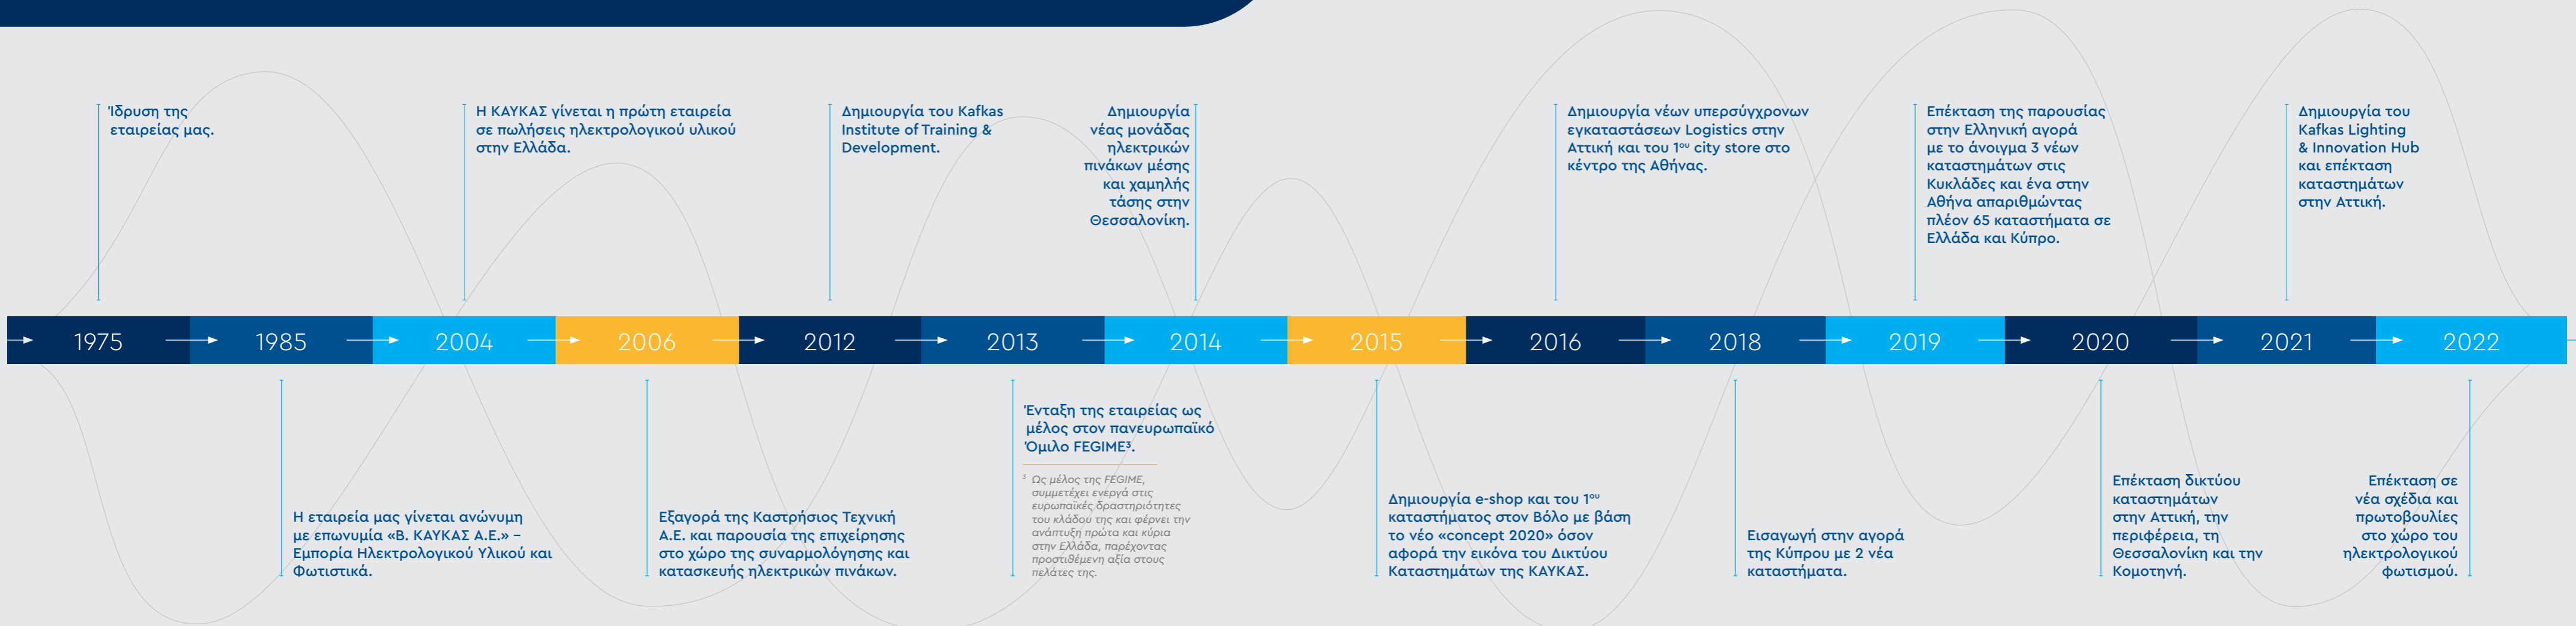 Ίδρυση της
εταιρείας μας.
Η ΚΑΥΚΑΣ γίνεται η πρώτη εταιρεία
σε πωλήσεις ηλεκτρολογικού υλικού
στην Ελλάδα.
Δημιουργία του Kafkas
Institute of Training &
Development.
Δημιουργία
νέας μονάδας
ηλεκτρικών
πινάκων μέσης
και χαμηλής
τάσης στην
Θεσσαλονίκη.
Δημιουργία νέων υπερσύγχρονων
εγκαταστάσεων Logistics στην
Αττική και του 1ου city store στο
κέντρο της Αθήνας.
Επέκταση της παρουσίας
στην Ελληνική αγορά
με το άνοιγμα 3 νέων
καταστημάτων στις
Κυκλάδες και ένα στην
Αθήνα απαριθμώντας
πλέον 65 καταστήματα σε
Ελλάδα και Κύπρο.
Δημιουργία του
Kafkas Lighting
& Innovation Hub
και επέκταση
καταστημάτων
στην Αττική.
1975 1985 2004 2006 2012 2013 2014 2015 2016 2018 2019 2020 2021 2022
Η εταιρεία μας γίνεται ανώνυμη
με επωνυμία «Β. ΚΑΥΚΑΣ Α.Ε.» –
Εμπορία Ηλεκτρολογικού Υλικού και
Φωτιστικά.
Εξαγορά της Καστρήσιος Τεχνική
Α.Ε. και παρουσία της επιχείρησης
στο χώρο της συναρμολόγησης και
κατασκευής ηλεκτρικών πινάκων.
Ένταξη της εταιρείας ως
μέλος στον πανευρωπαϊκό
Όμιλο FEGIME³.
³ Ως μέλος της FEGIME,
συμμετέχει ενεργά στις
ευρωπαϊκές δραστηριότητες
του κλάδου της και φέρνει την
ανάπτυξη πρώτα και κύρια
στην Ελλάδα, παρέχοντας
προστιθέμενη αξία στους
πελάτες της.
Δημιουργία e-shop και του 1ου
καταστήματος στον Βόλο με βάση
το νέο «concept 2020» όσον
αφορά την εικόνα του Δικτύου
Καταστημάτων της ΚΑΥΚΑΣ.
Εισαγωγή στην αγορά
της Κύπρου με 2 νέα
καταστήματα.
Επέκταση δικτύου
καταστημάτων
στην Αττική, την
περιφέρεια, τη
Θεσσαλονίκη και την
Κομοτηνή.
Επέκταση σε
νέα σχέδια και
πρωτοβουλίες
στο χώρο του
ηλεκτρολογικού
φωτισμού.